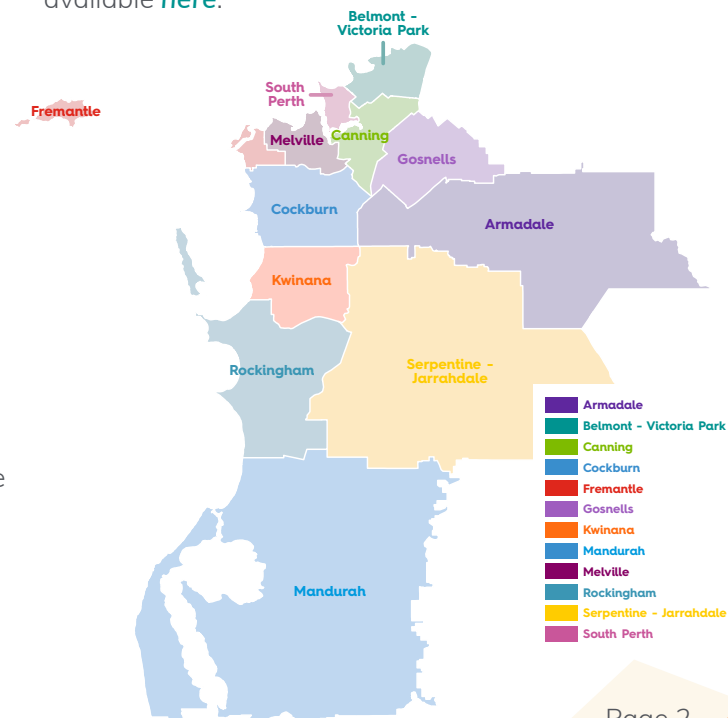 available here.
Belmont -
Victoria Park
South
Perth
Fremantle
Melville
Canning
Gosnells
Cockburn
Armadale
Kwinana
Rockingham
Serpentine -
Jarrahdale
Mandurah
Armadale
Belmont - Victoria Park
Canning
Cockburn
Fremantle
Gosnells
Kwinana
Mandurah
Melville
Rockingham
Serpentine - Jarrahdale
South Perth
e
Page 2